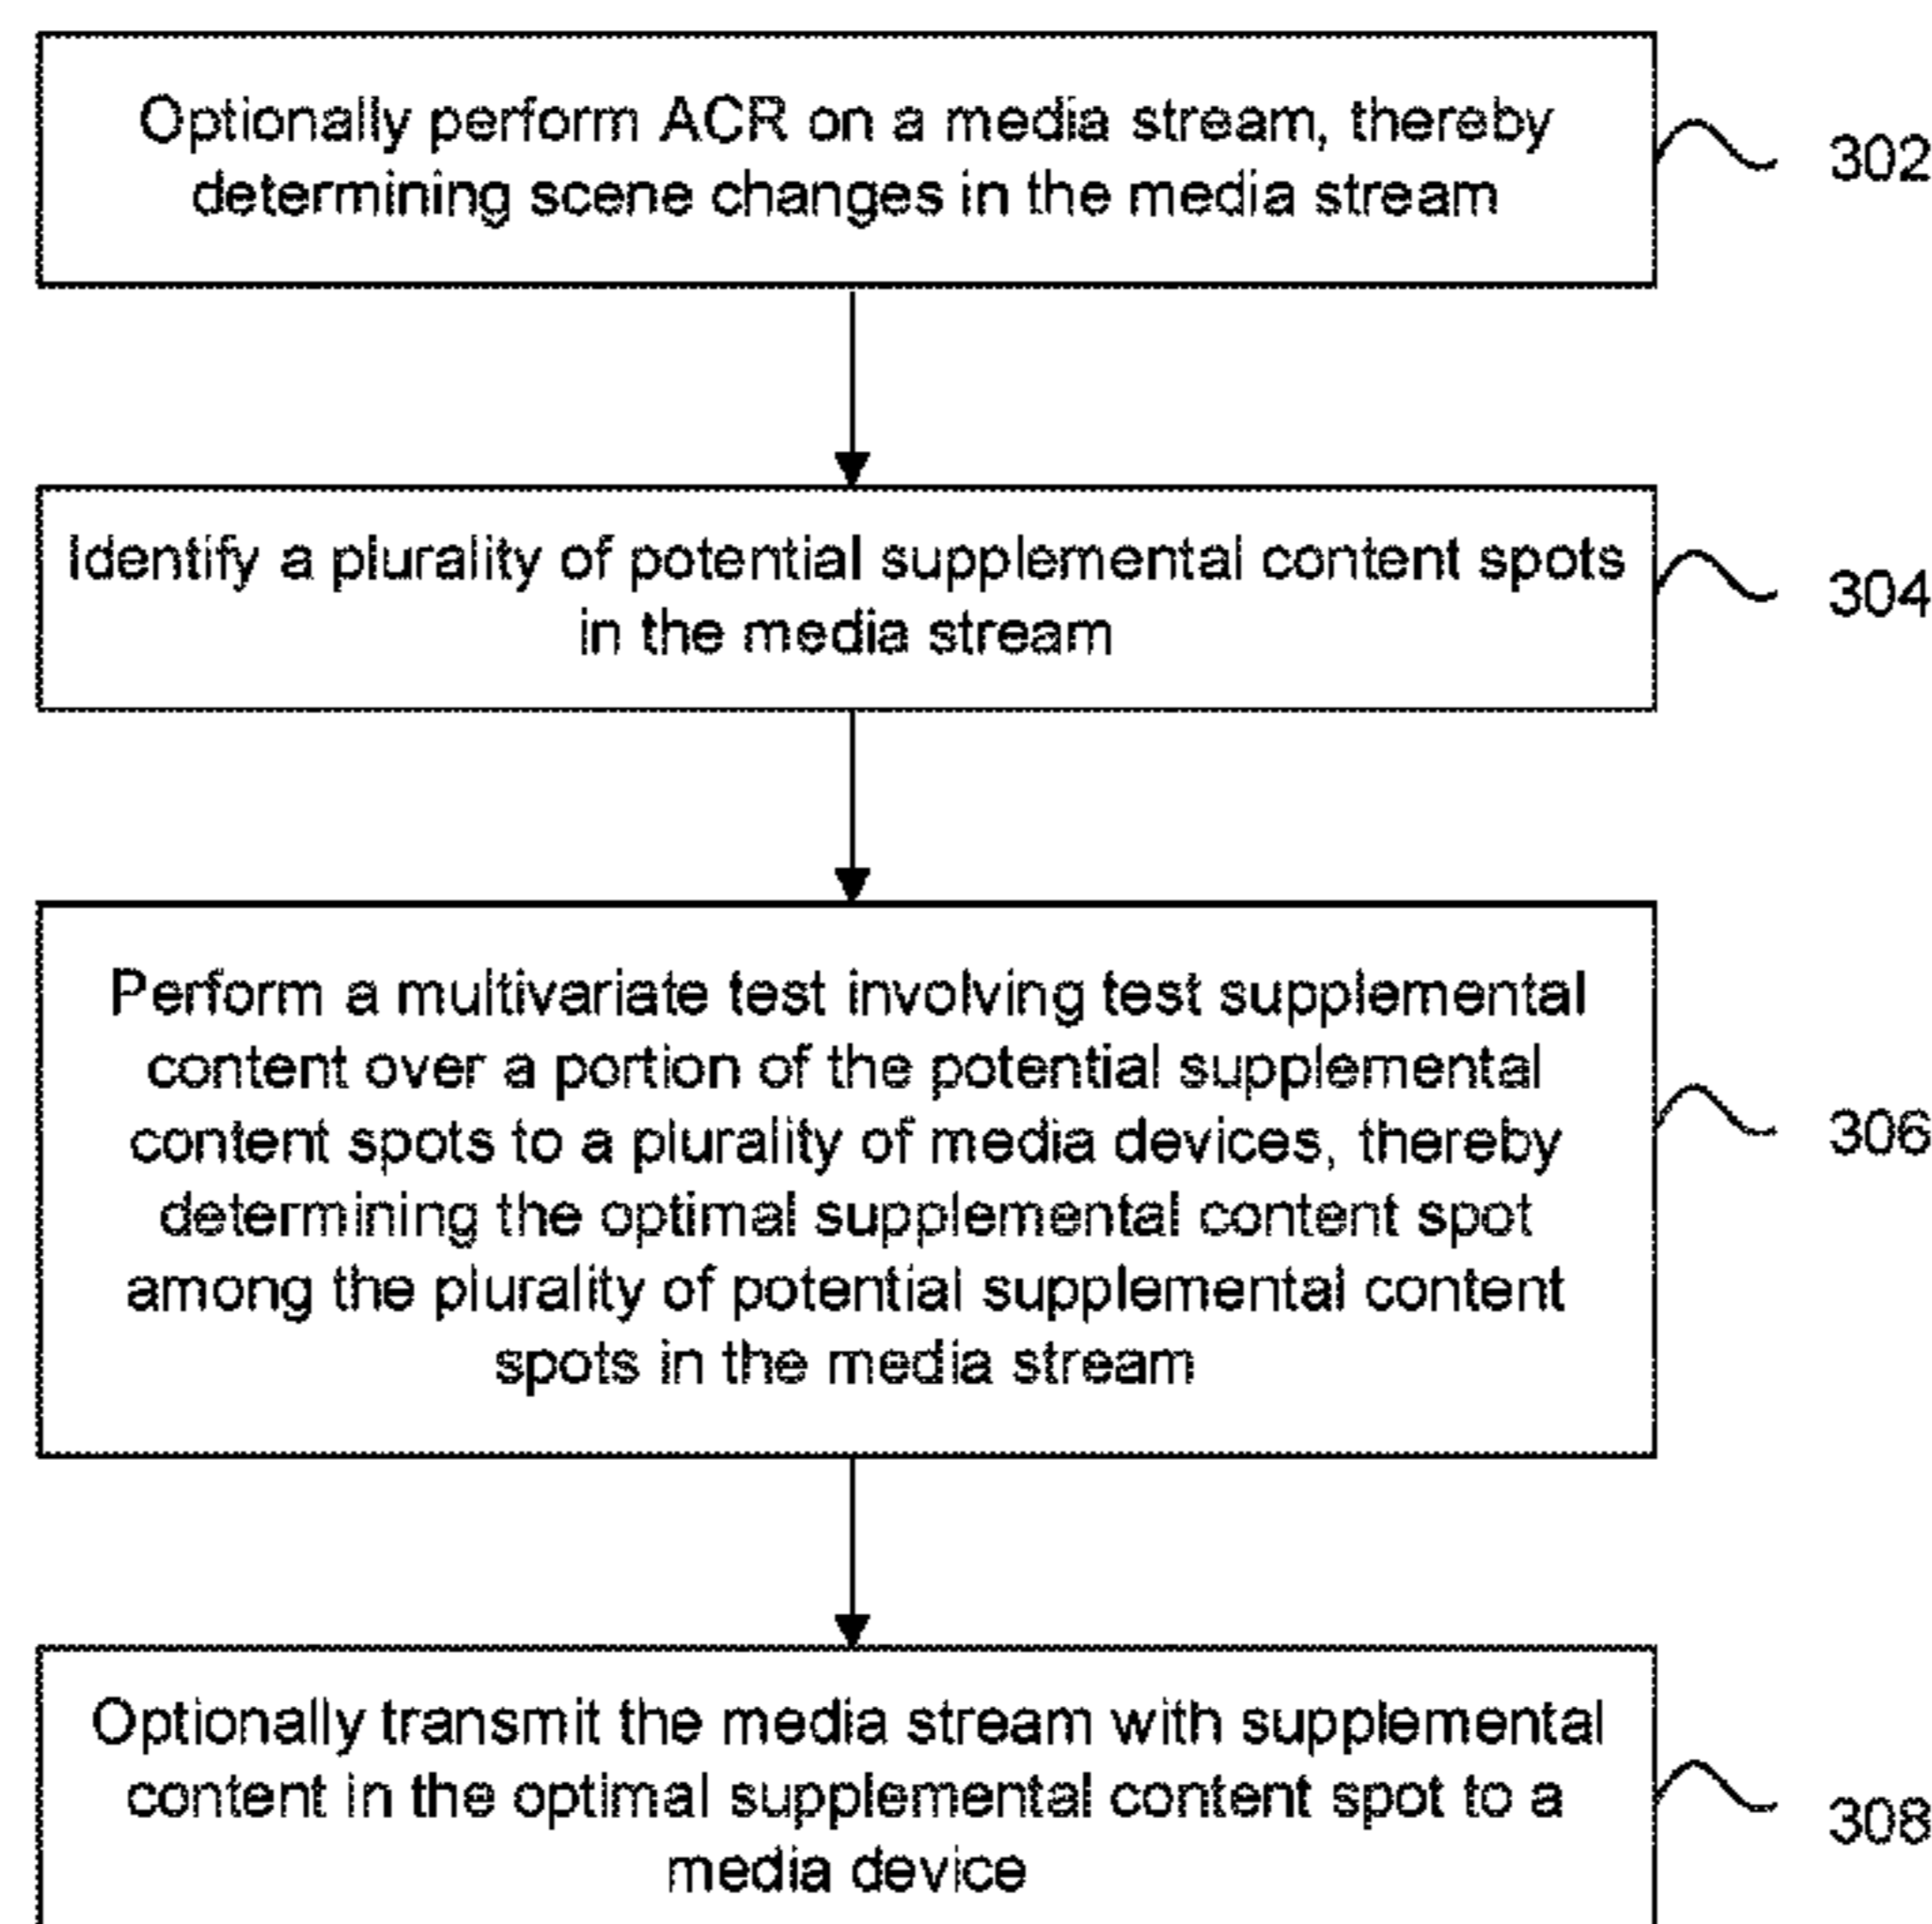 Optionally perform ACR on a media stream, thereby
determining scene changes in the media stream
302
Identify a plurality of potential supplemental content spots
in the media stream
304
Perform a multivariate test involving test supplemental
content over a portion of the potential supplemental
content spots to a plurality of media devices, thereby
determining the optimal supplemental content spot
among the plurality of potential supplemental content
spots in the media stream
306
Optionally transmit the media stream with supplemental
content in the optimal supplemental content spot to a
media device
308